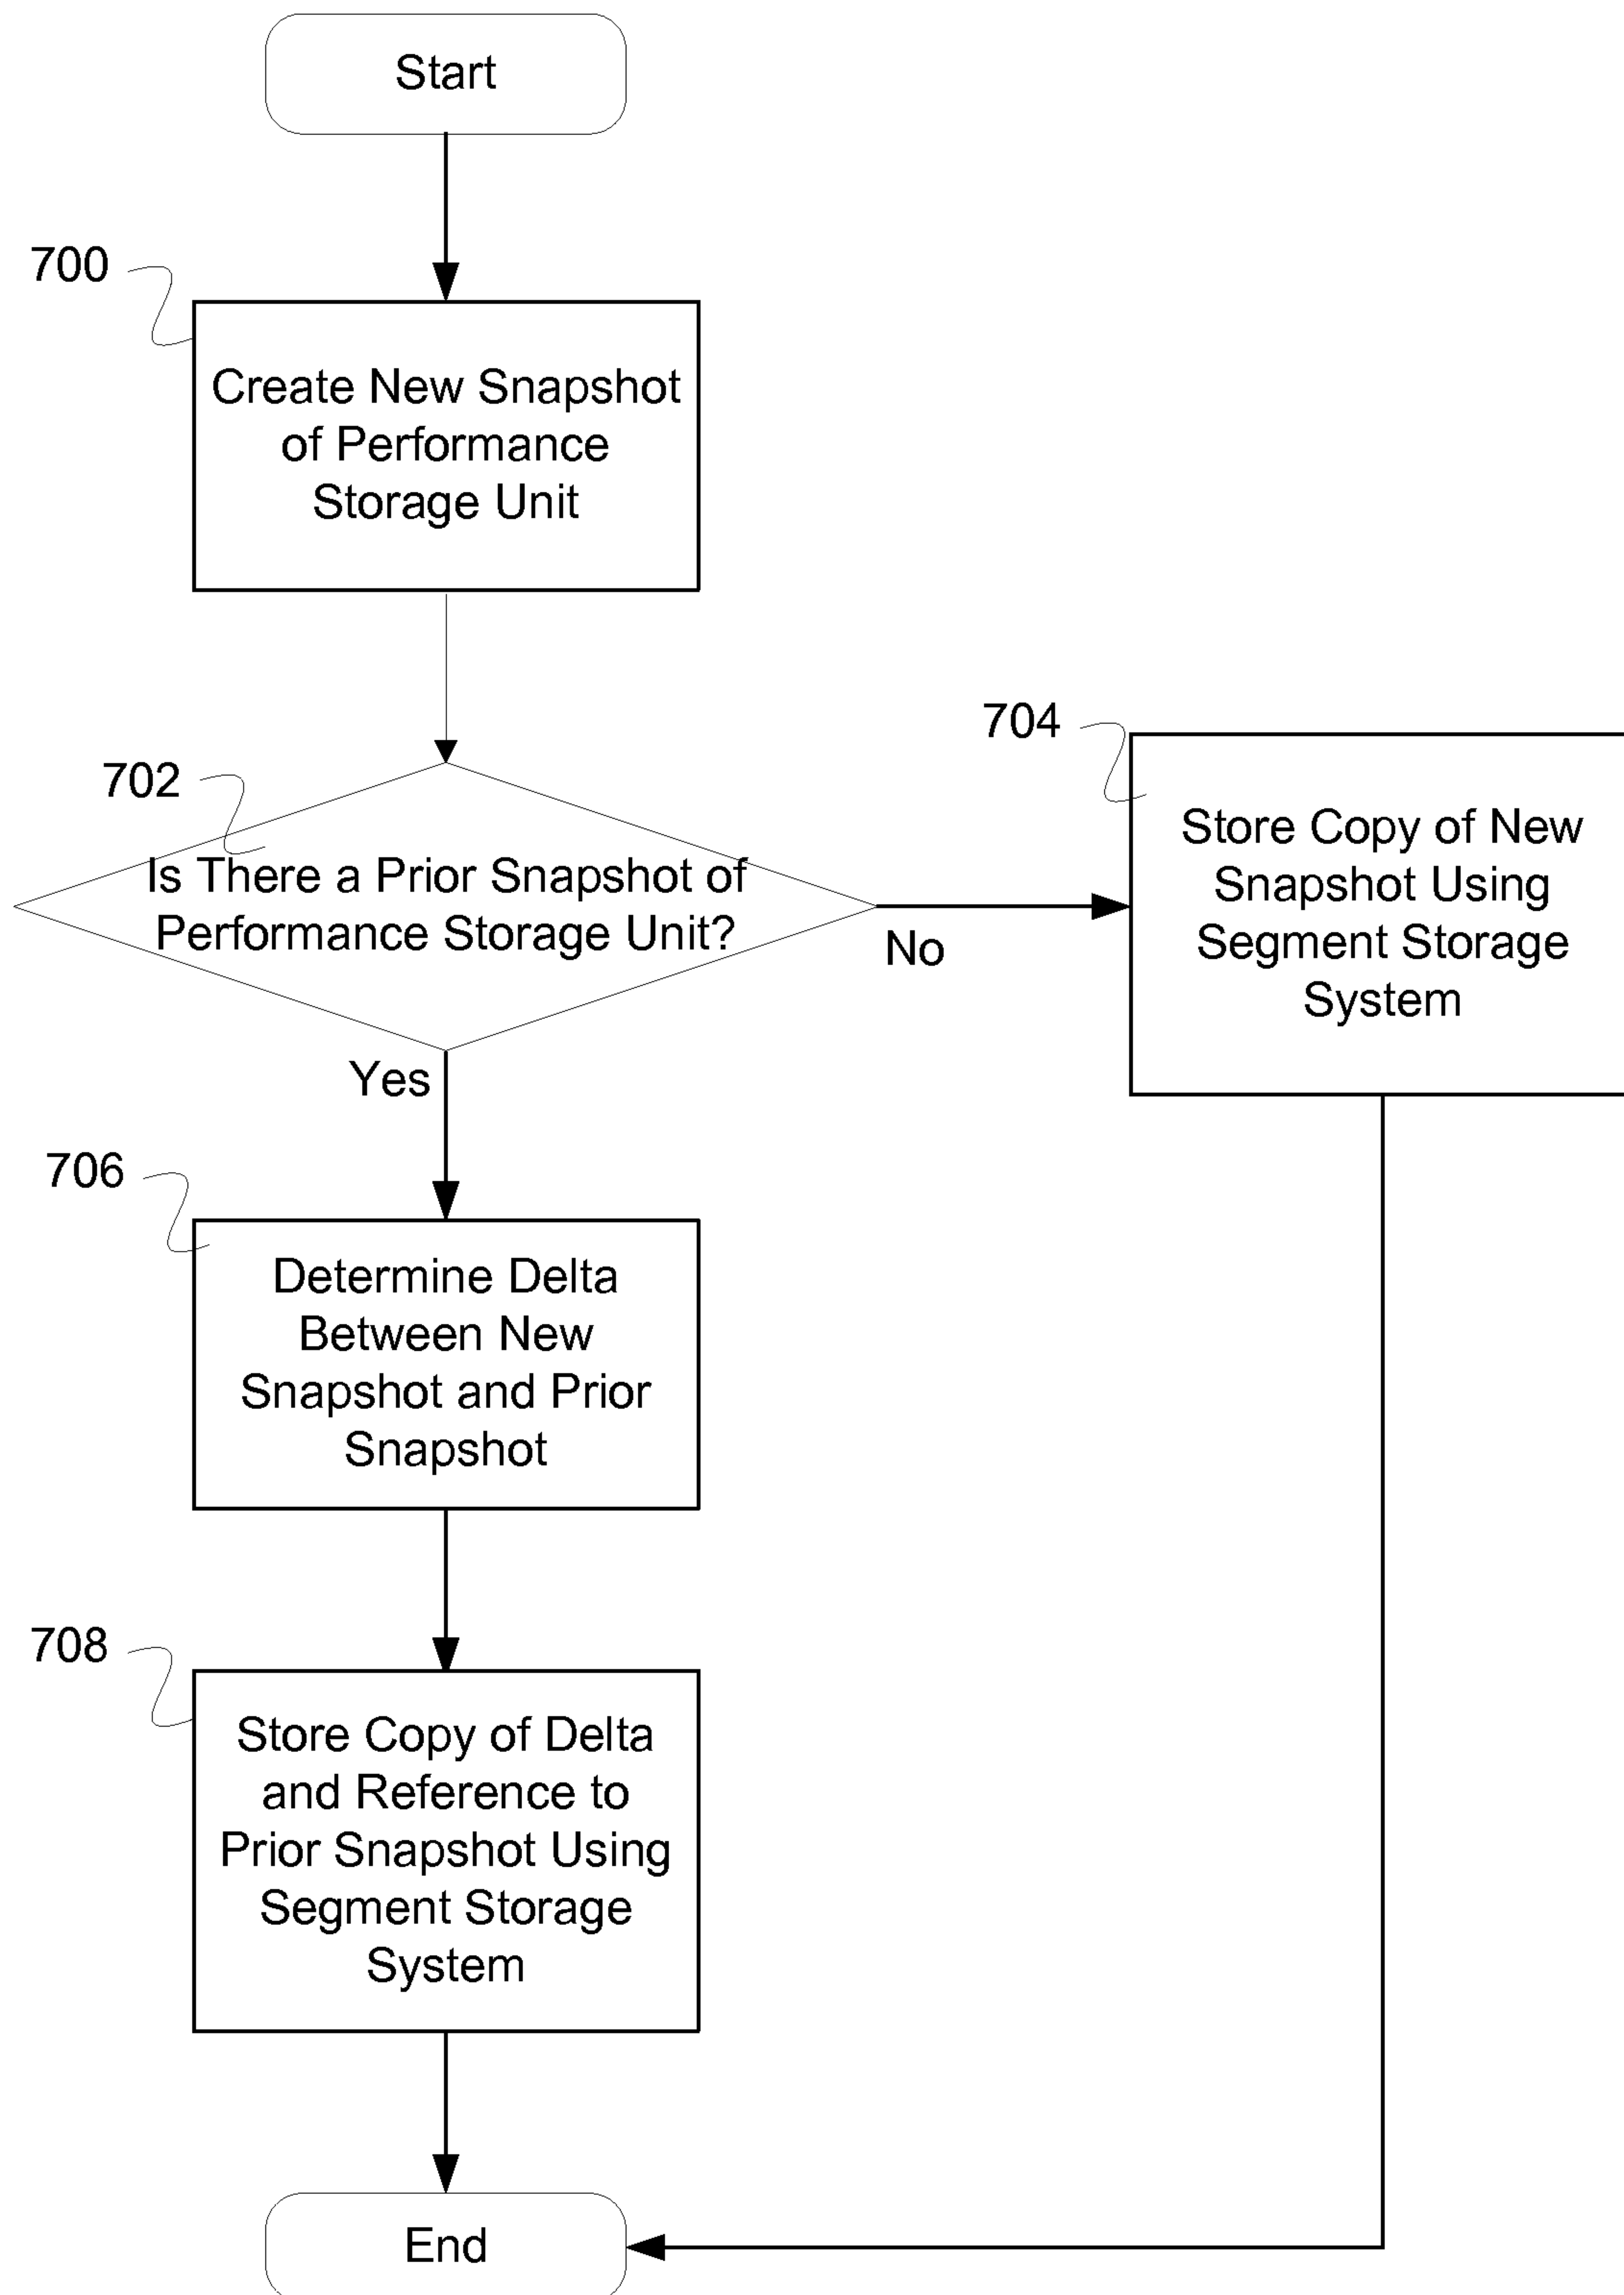 Start
700
Create New Snapshot
of Performance
Storage Unit
702
Is There a Prior Snapshot of
Performance Storage Unit?
No
704
Store Copy of New
Snapshot Using
Segment Storage
System
Yes
706
Determine Delta
Between New
Snapshot and Prior
Snapshot
708
Store Copy of Delta
and Reference to
Prior Snapshot Using
Segment Storage
System
End